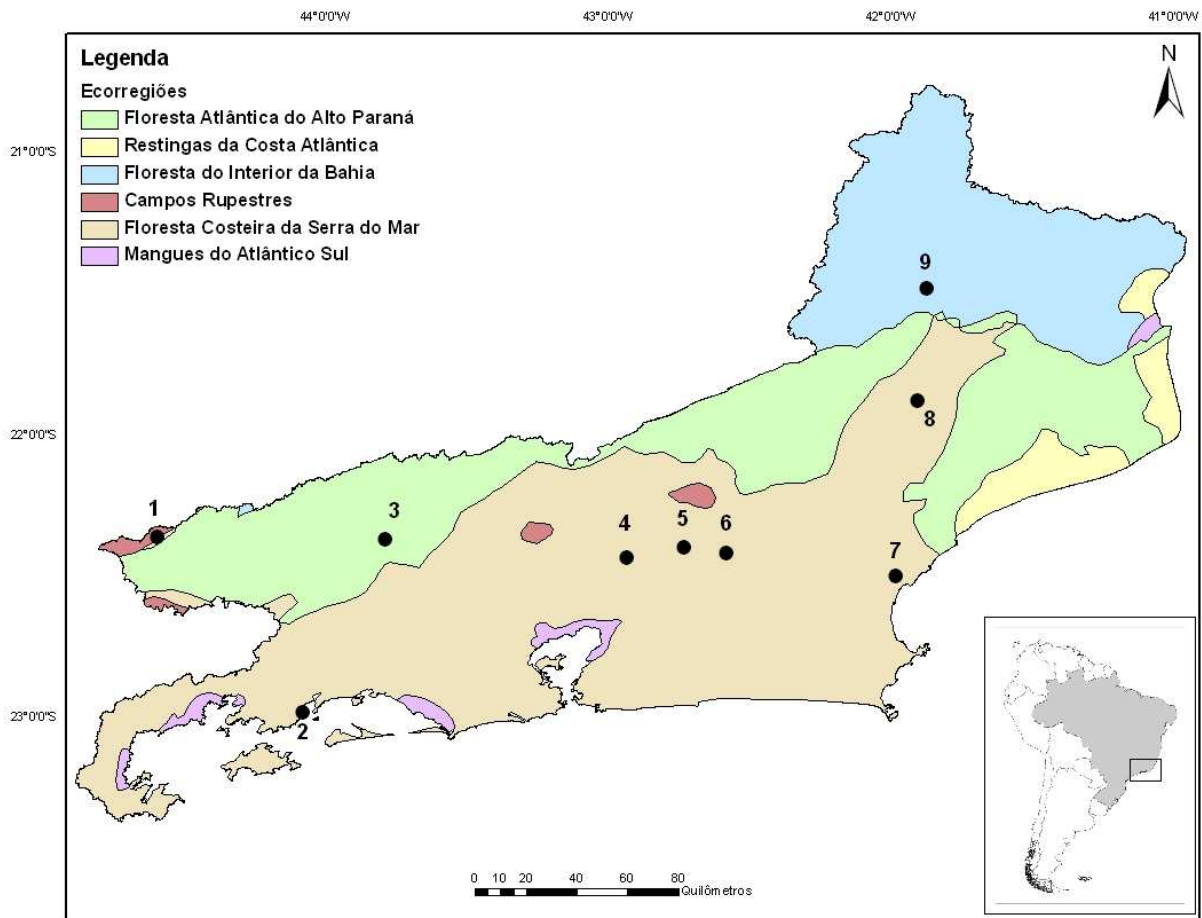 44°0'0"W 43°0'0"W 42°0'0"W 41°0'0"W
Legenda
Ecorregiões
Floresta Atlântica do Alto Paraná
Restingas da Costa Atlântica
Floresta do Interior da Bahia
Campos Rupestres
Floresta Costeira da Serra do Mar
Mangues do Atlântico Sul
N
21°0'0"S
22°0'0"S
23°0'0"S
9
8
1
3
4
5
6
7
2
0 10 20 40 60 80
Quilômetros